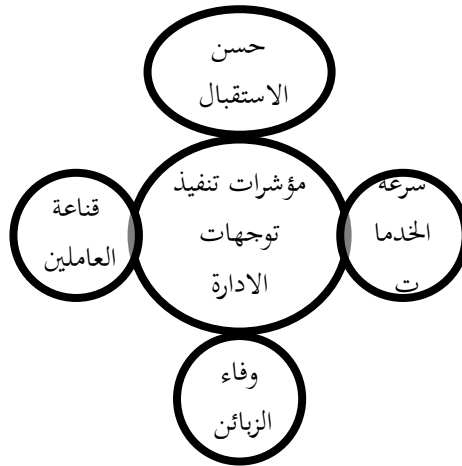 حسن
الاستقبال
مؤشرات تنفيذ
توجهات
الادارة
سرعة
الخدما
ت
قناعة
العاملين
وفاء
الزبائن